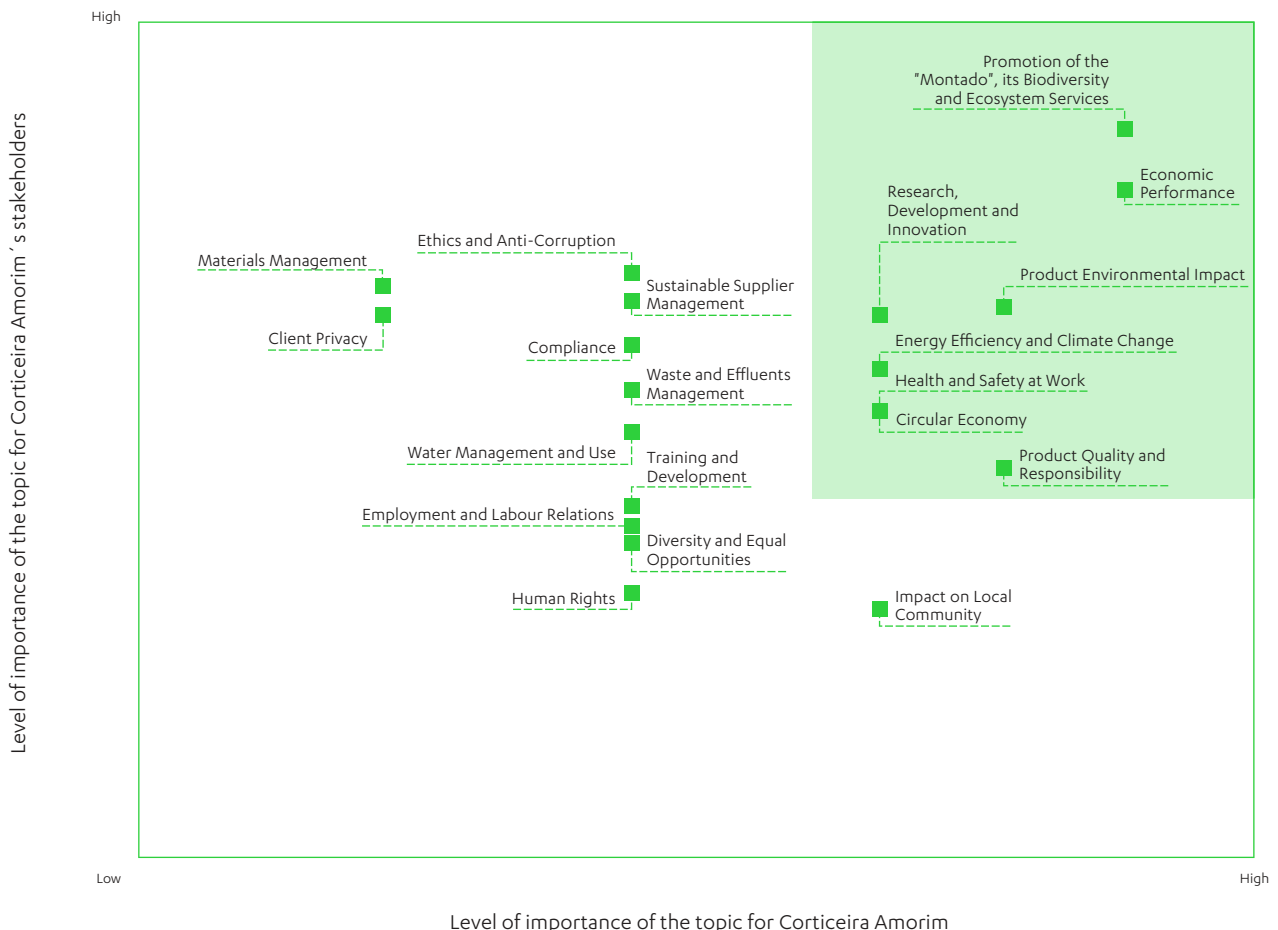 High
Level of importance of the topic for Corticeira Amorim´s stakeholders
Promotion of the
"Montado", its Biodiversity
and Ecosystem Services
Economic
Performance
Research,
Development and
Innovation
Ethics and Anti-Corruption
Materials Management
Product Environmental Impact
Sustainable Supplier
Management
Client Privacy
Compliance
Energy Efficiency and Climate Change
Waste and Effluents
Management
Health and Safety at Work
Circular Economy
Water Management and Use
Training and
Development
Product Quality and
Responsibility
Employment and Labour Relations
Diversity and Equal
Opportunities
Human Rights
Impact on Local
Community
Low
High
Level of importance of the topic for Corticeira Amorim